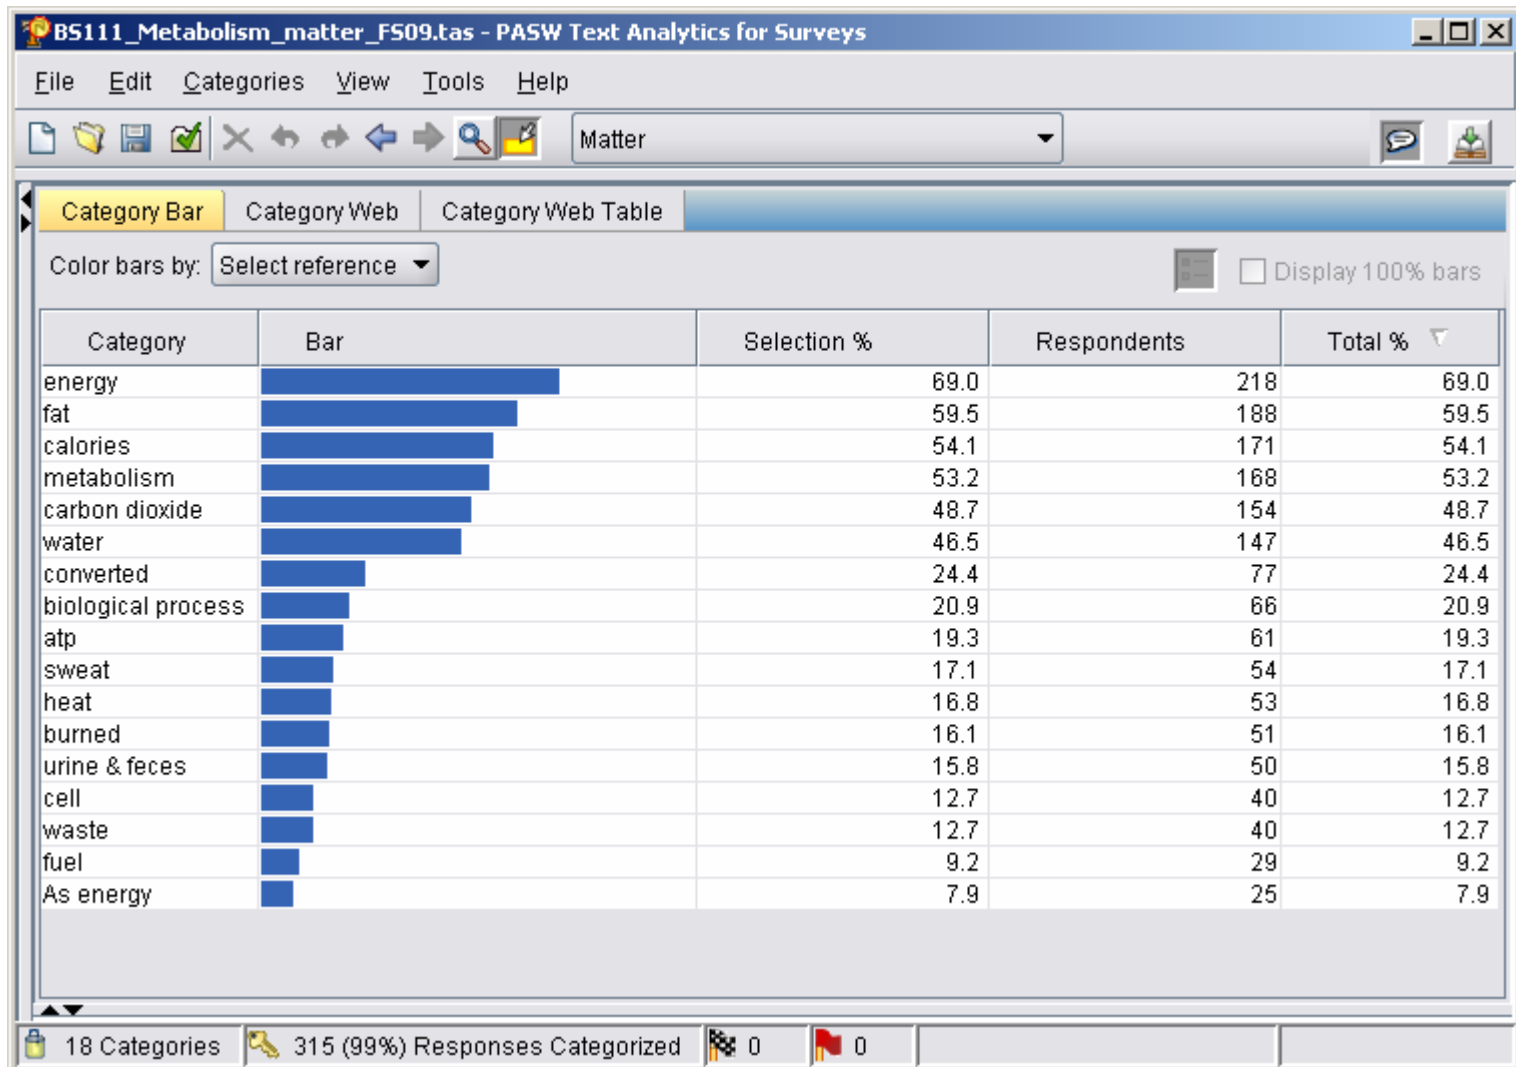 BS111_Metabolism_matter_FS09.tas - PASW Text Analytics for Surveys
File Edit Categories View Tools Help
Matter
Category Bar Category Web Category Web Table
Color bars by: Select reference Display 100% bars
Category Bar Selection % Respondents Total %
energy 69.0 218 69.0
fat 59.5 188 59.5
calories 54.1 171 54.1
metabolism 53.2 168 53.2
carbon dioxide 48.7 154 48.7
water 46.5 147 46.5
converted 24.4 77 24.4
biological process 20.9 66 20.9
atp 19.3 61 19.3
sweat 17.1 54 17.1
heat 16.8 53 16.8
burned 16.1 51 16.1
urine & feces 15.8 50 15.8
cell 12.7 40 12.7
waste 12.7 40 12.7
fuel 9.2 29 9.2
As energy 7.9 25 7.9
18 Categories 315 (99%) Responses Categorized 0 0